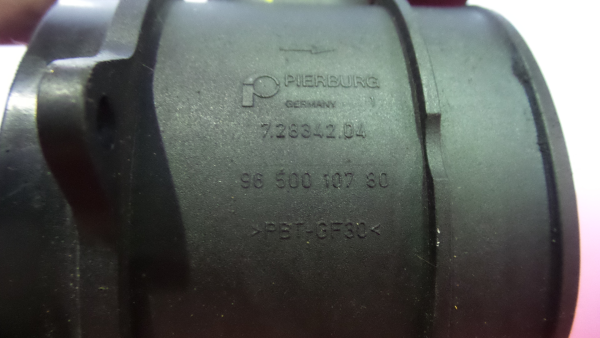 PIERBURG
GERMANY
7.28342.04
96 500 107 80
>PBT-GF30<